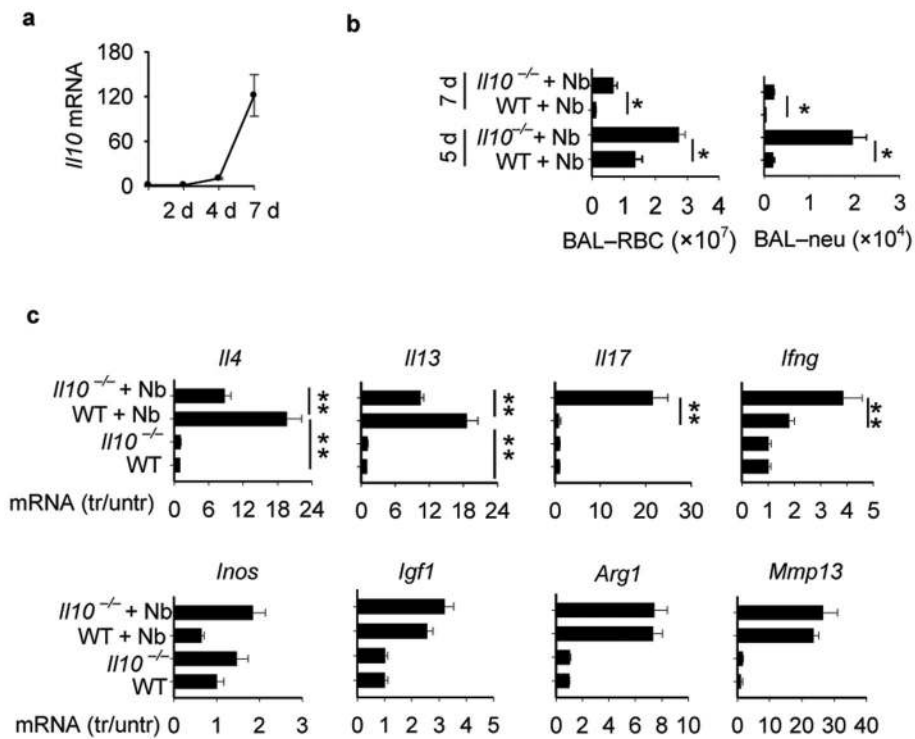 a
180
120
60
0
Il10 mRNA
2 d 4 d 7 d
b
7 d
5 d
Il10 –/– + Nb
WT + Nb
Il10–/– + Nb
WT + Nb
*
*
*
*
0 1 2 3 4
0 1 2 3
BAL–RBC (×10⁷)
BAL–neu (×10⁴)
c
Il4 Il13 Il17 Ifng
Il10 –/– + Nb
WT + Nb
Il10–/–
WT
** ** ** **
** **
mRNA (tr/untr) 0 6 12 18 24 0 6 12 18 24 0 10 20 30 0 1 2 3 4 5
Inos Igf1 Arg1 Mmp13
Il10 –/– + Nb
WT + Nb
Il10 –/–
WT
mRNA (tr/untr) 0 1 2 3 0 1 2 3 4 5 0 2 4 6 8 10 0 10 20 30 40